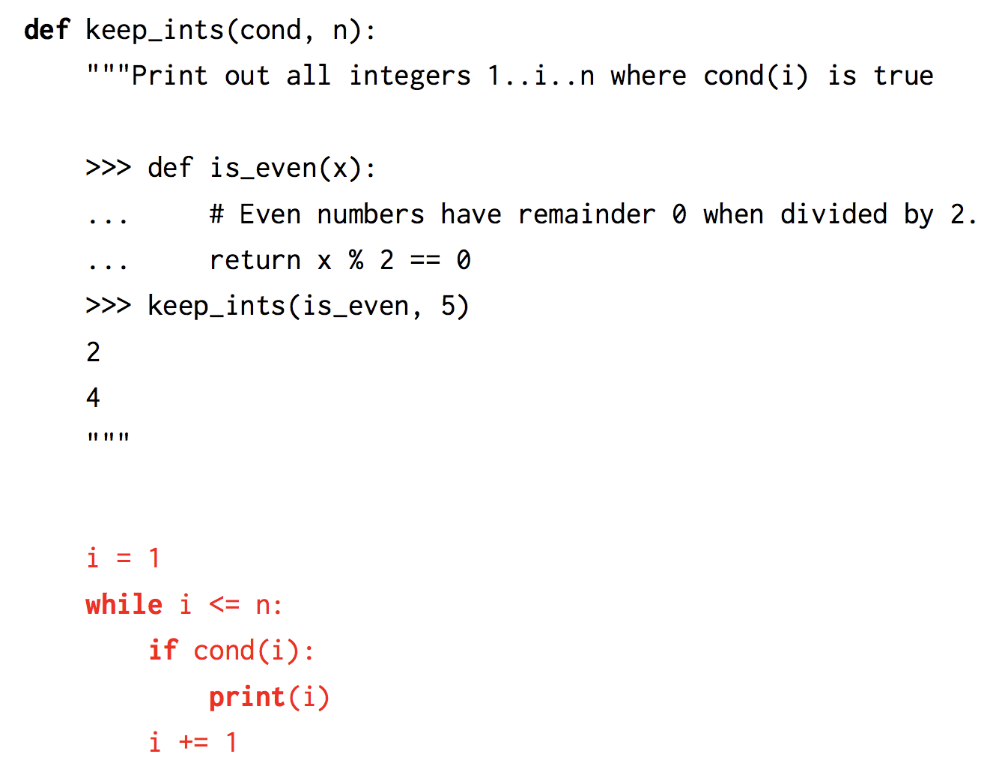 def keep_ints(cond, n):
    """Print out all integers 1..i..n where cond(i) is true
    >>> def is_even(x):
    ...     # Even numbers have remainder 0 when divided by 2.
    ...     return x % 2 == 0
    >>> keep_ints(is_even, 5)
    2
    4
    """
    i = 1
    while i <= n:
        if cond(i):
            print(i)
        i += 1